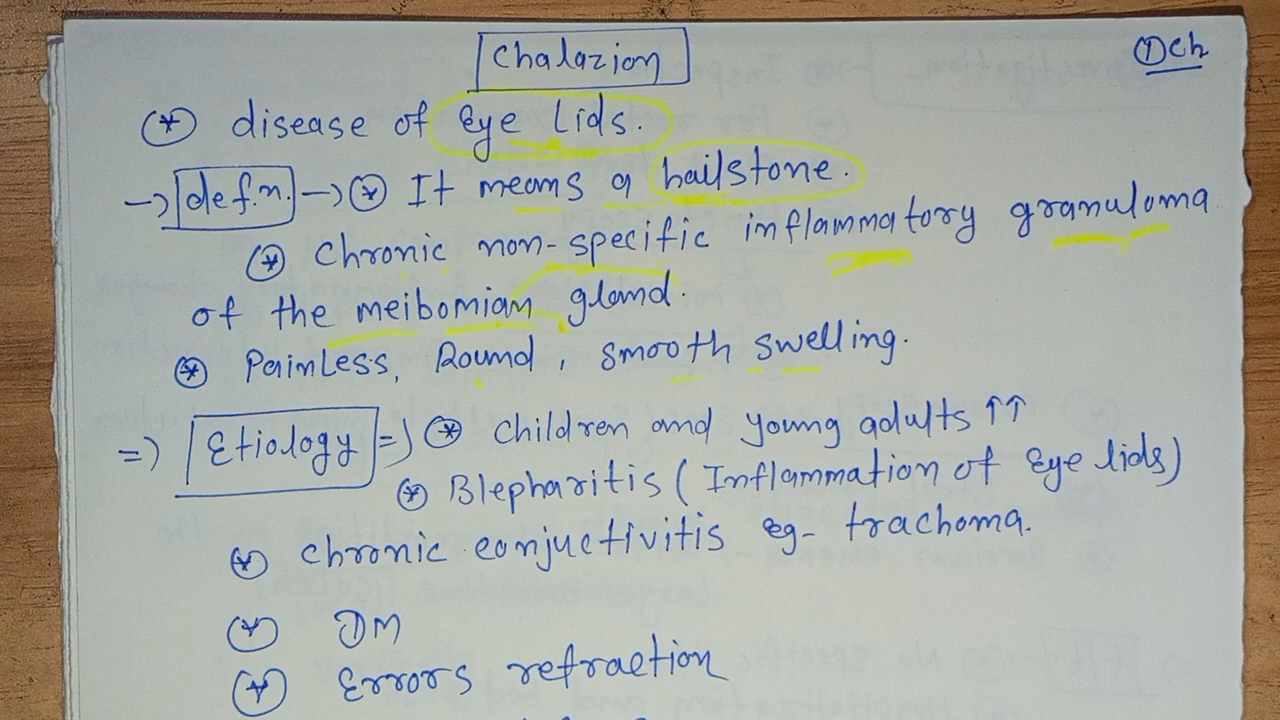 Chalazion
① Ch
* disease of Eye Lids.
-> def.n. -> * It means a hailstone.
* Chronic non-specific inflammatory granuloma
of the meibomian gland.
* Painless, Round, smooth swelling.
=> Etiology => * children and young adults ↑↑
* Blepharitis (Inflammation of Eye lids)
* chronic conjuctivitis eg- trachoma.
* DM
* Errors refraction